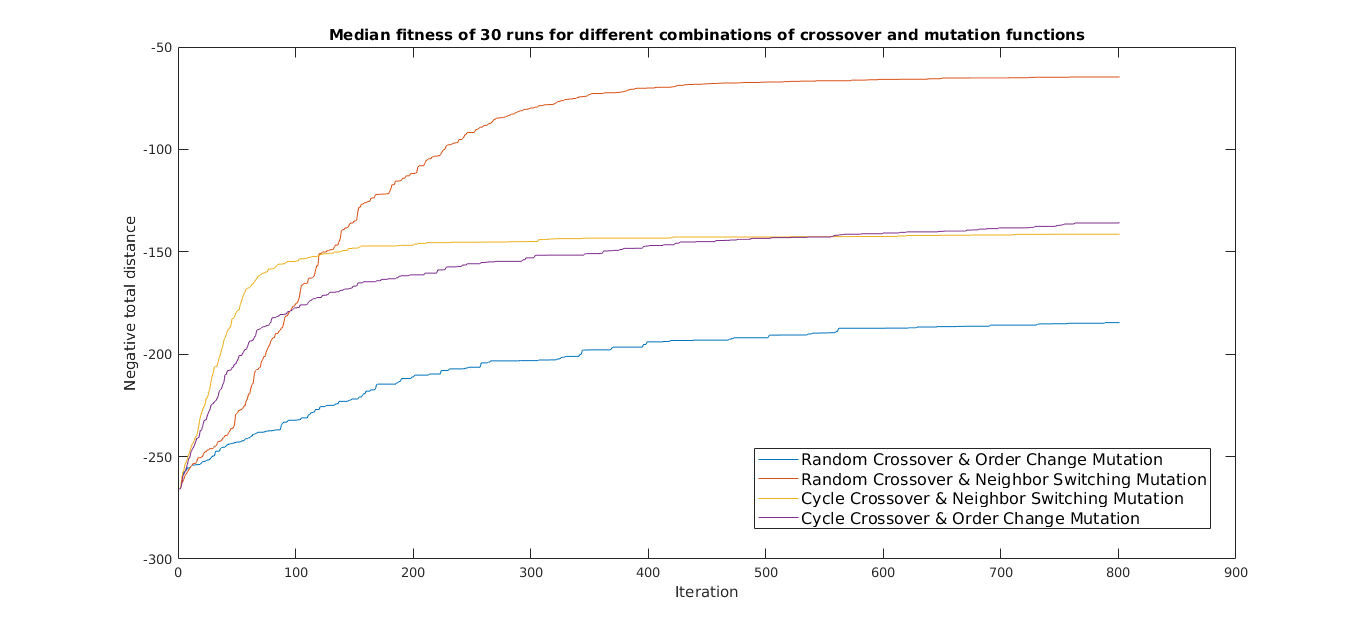 Median fitness of 30 runs for different combinations of crossover and mutation functions
-50
-100
-150
-200
-250
-300
Negative total distance
Random Crossover & Order Change Mutation
Random Crossover & Neighbor Switching Mutation
Cycle Crossover & Neighbor Switching Mutation
Cycle Crossover & Order Change Mutation
0 100 200 300 400 500 600 700 800 900
Iteration